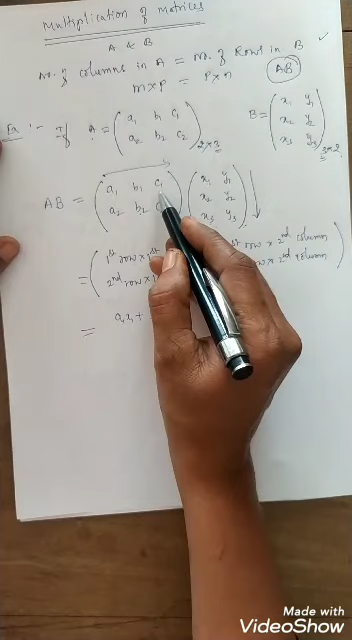 Multiplication of matrices
A & B
No. of columns in A = No. of Rows in B
AB
m×p = p×n
Ex :- If A = ( a1 b1 c1 B = ( x1 y1
a2 b2 c2 ) 2×3 x2 y2
x3 y3 ) 3×2
AB = ( a1 b1 c1 ) ( x1 y1
a2 b2 ) x2 y2
x3 y3 )
= ( 1st row × 1st row × 2nd column
2nd row × row × 2nd column )
= a1x1 +
Made with
VideoShow